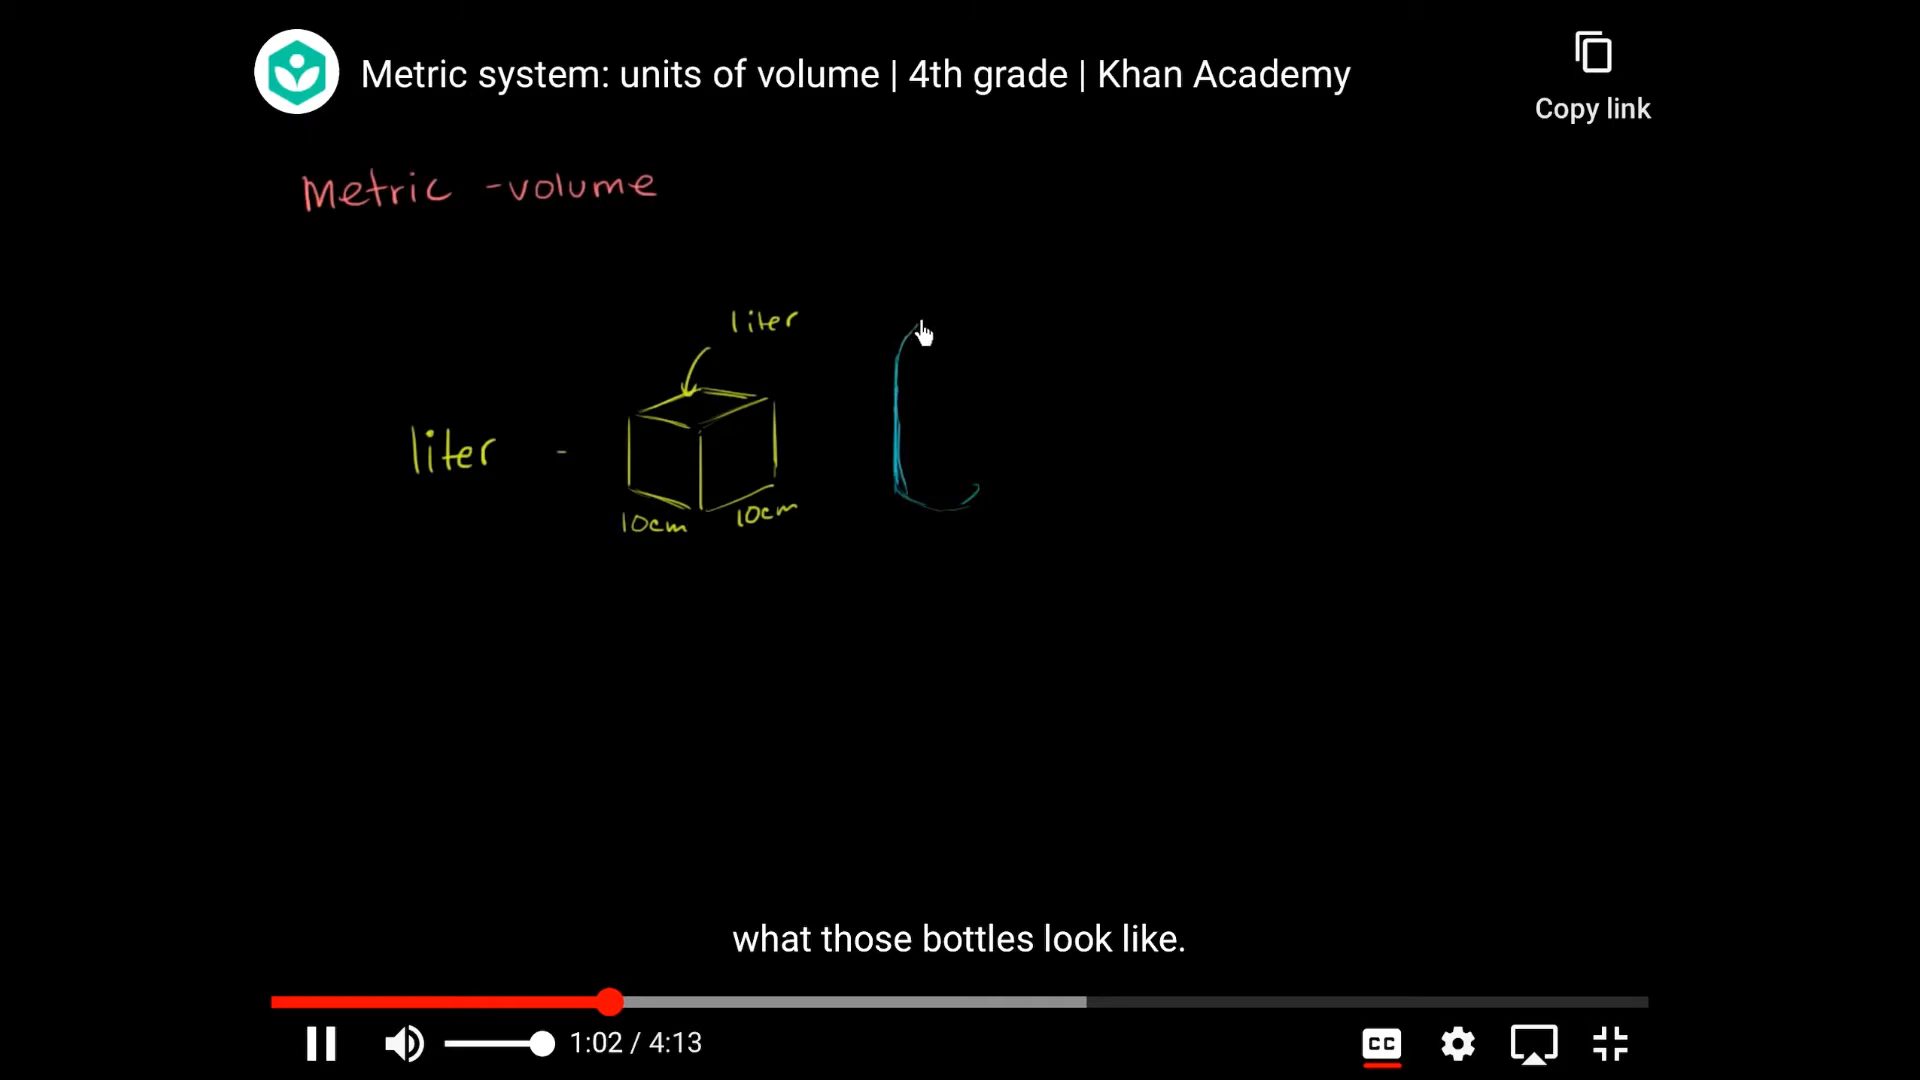 Metric system: units of volume | 4th grade | Khan Academy
Copy link
Metric - volume
liter
liter -
10cm 10cm
what those bottles look like.
1:02 / 4:13
CC